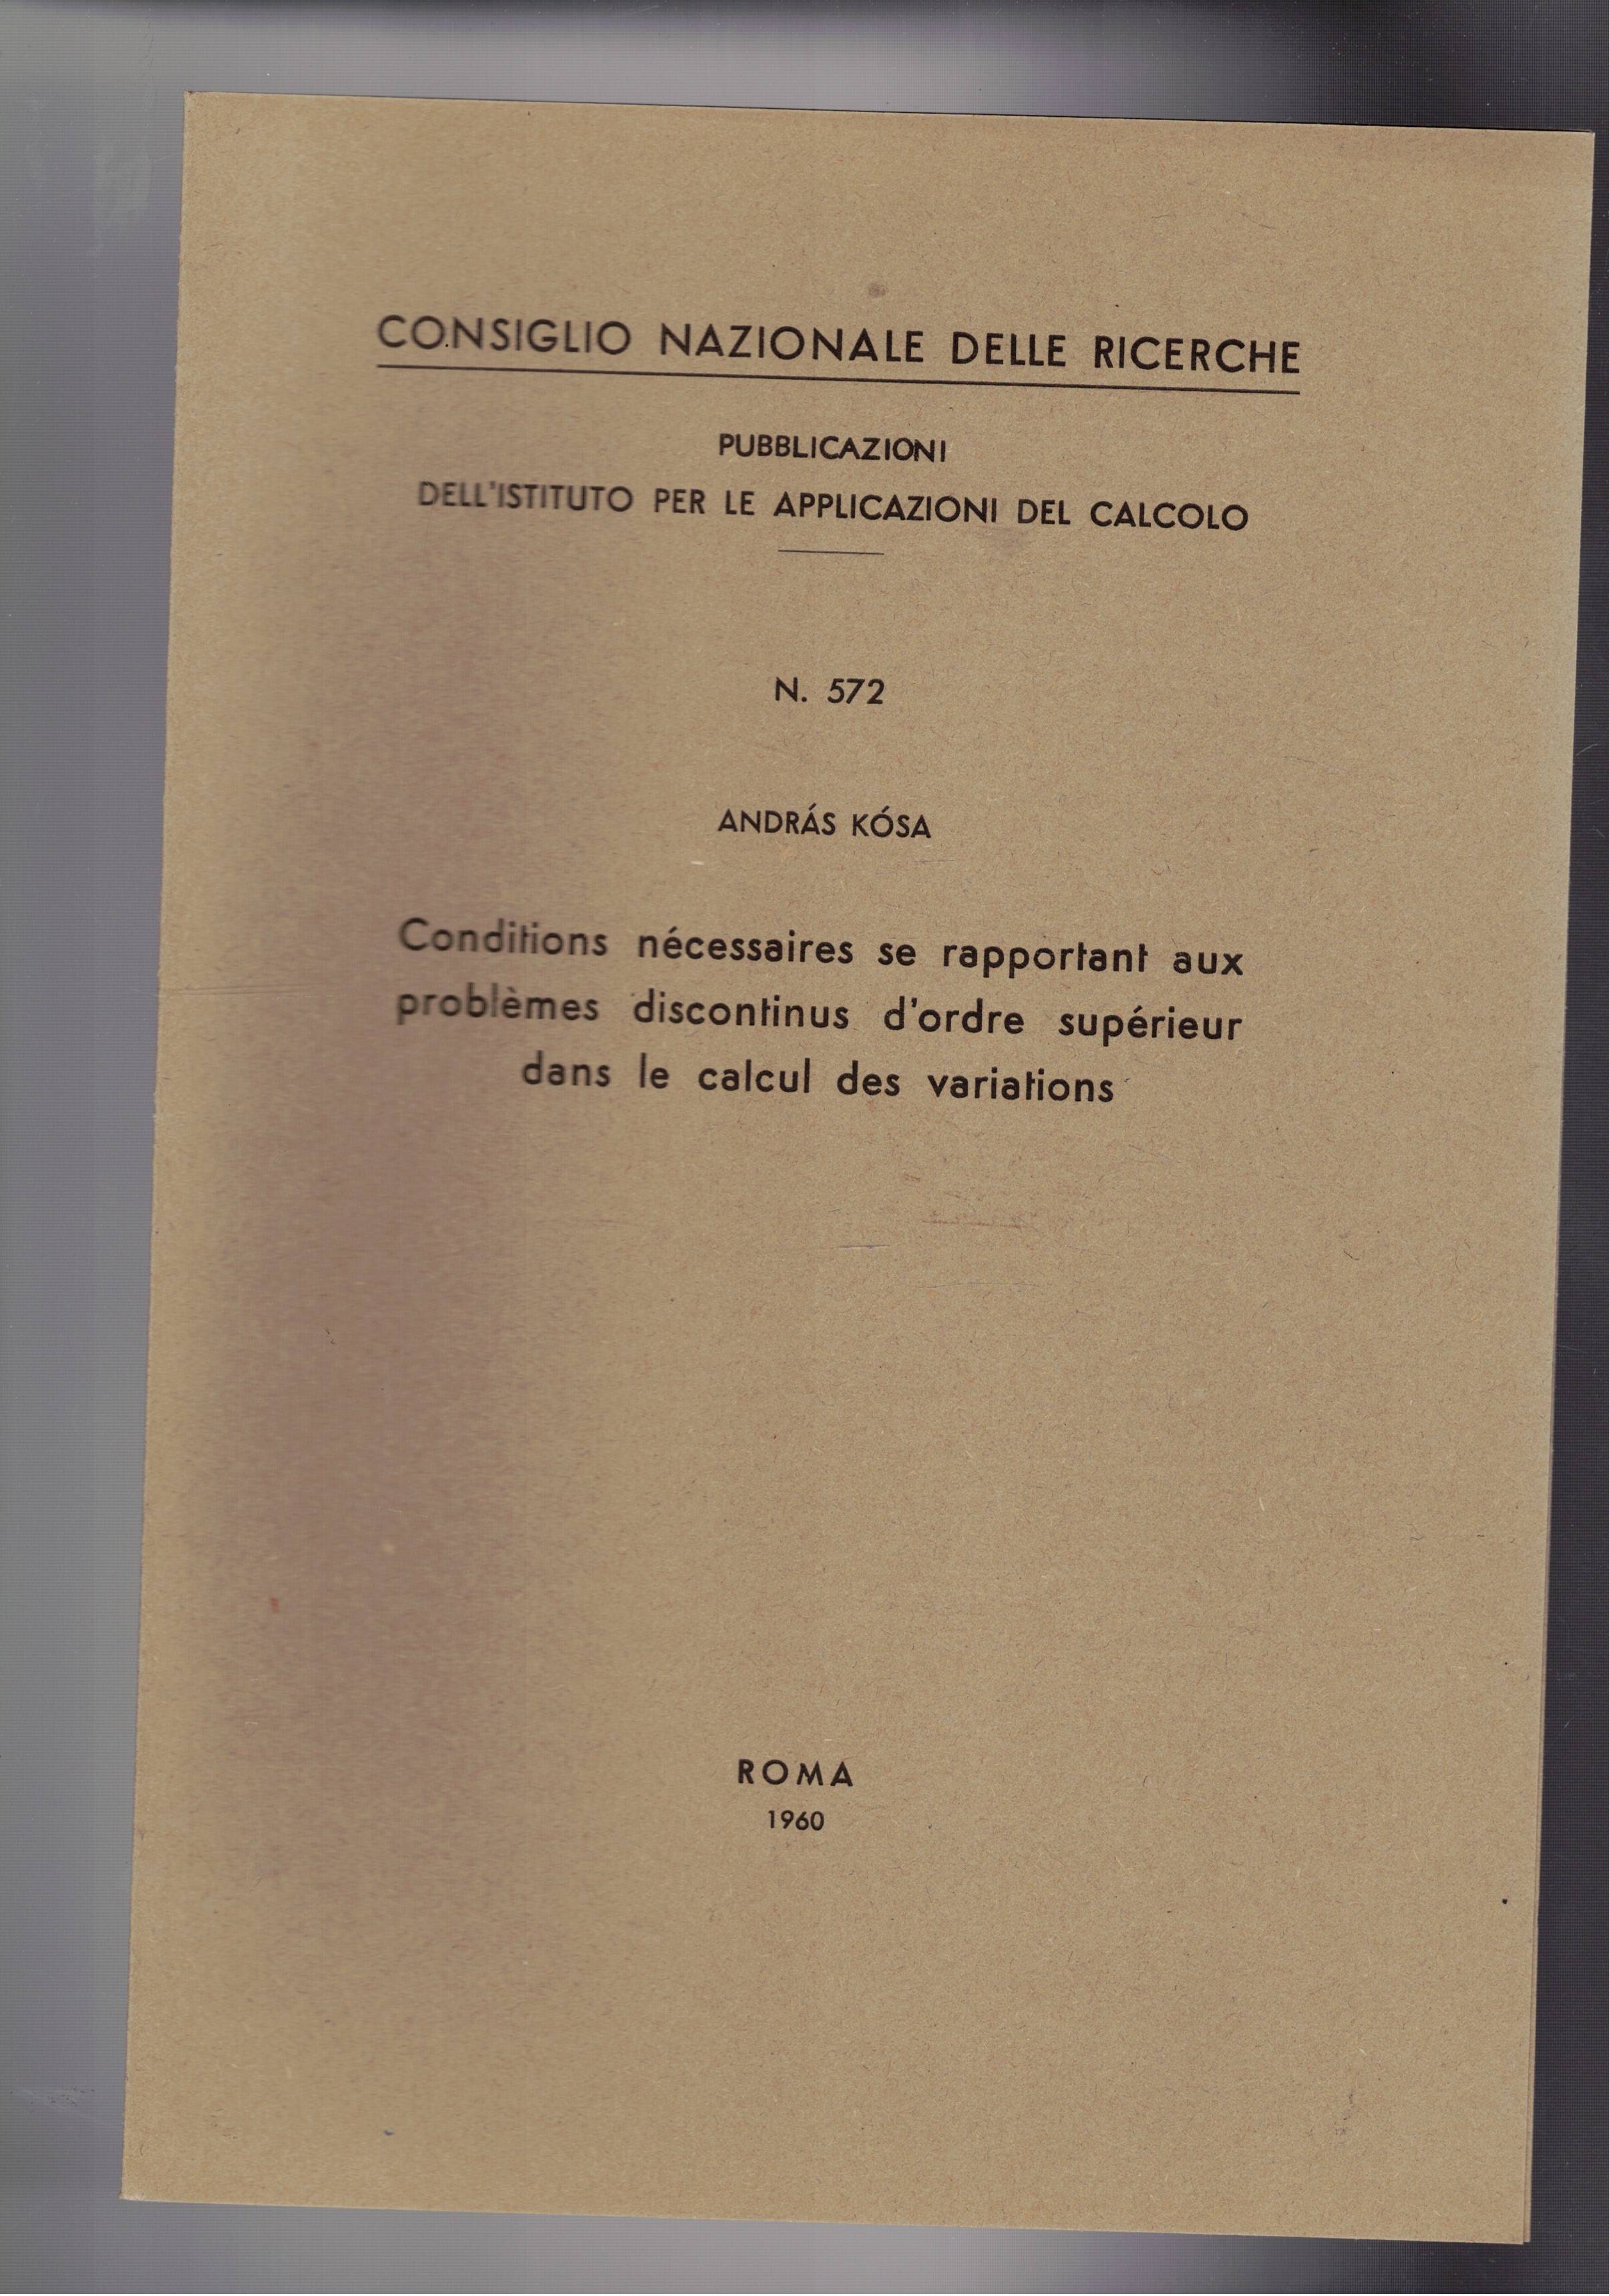 CONSIGLIO NAZIONALE DELLE RICERCHE
PUBBLICAZIONI
DELL'ISTITUTO PER LE APPLICAZIONI DEL CALCOLO
N. 572
ANDRÁS KÓSA
Conditions nécessaires se rapportant aux
problèmes discontinus d'ordre supérieur
dans le calcul des variations
ROMA
1960